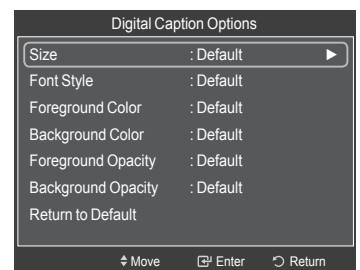 Digital Caption Options
Size : Default ►
Font Style : Default
Foreground Color : Default
Background Color : Default
Foreground Opacity : Default
Background Opacity : Default
Return to Default
Move Enter Return